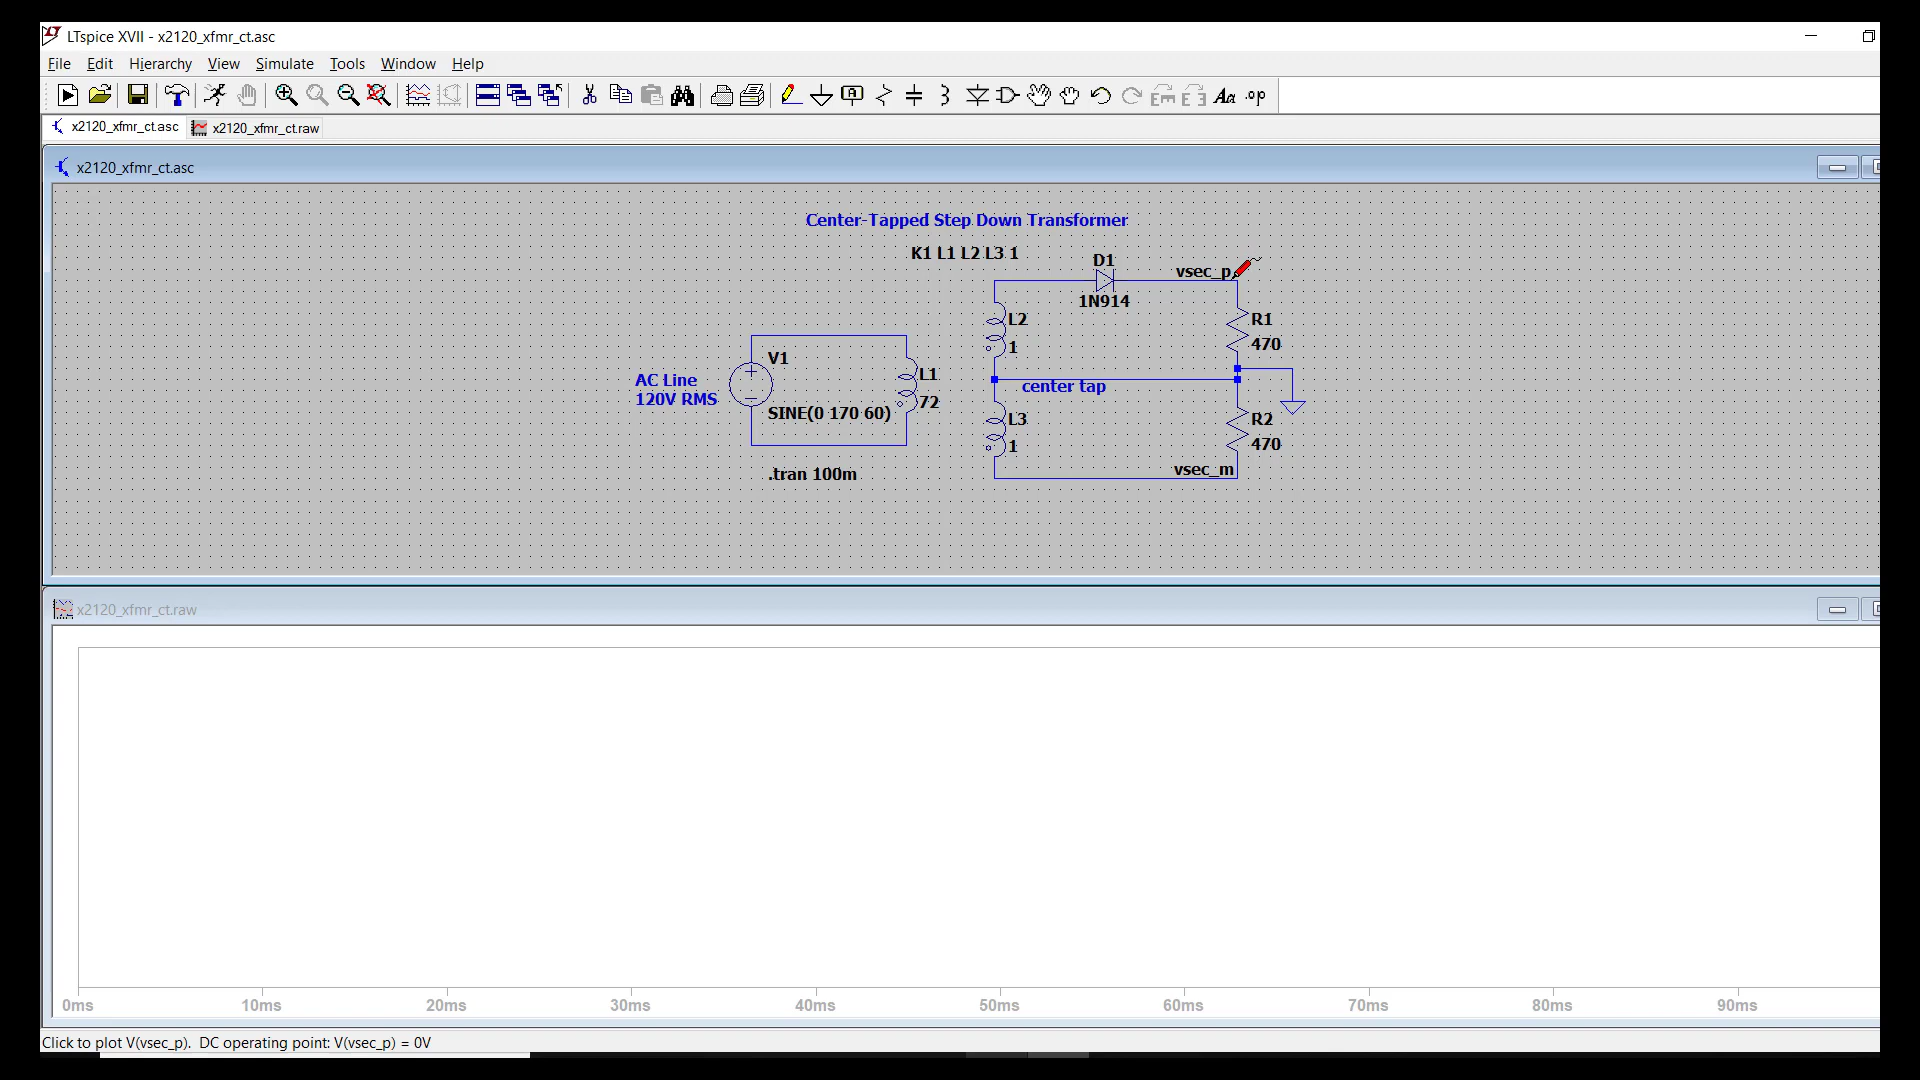 LTspice XVII - x2120_xfmr_ct.asc
File Edit Hierarchy View Simulate Tools Window Help
x2120_xfmr_ct.asc x2120_xfmr_ct.raw
x2120_xfmr_ct.asc
Center-Tapped Step Down Transformer
K1 L1 L2 L3 1
D1
vsec_p
1N914
L2
1
R1
470
V1
AC Line
120V RMS
L1
72
SINE(0 170 60)
center tap
L3
1
R2
470
vsec_m
.tran 100m
x2120_xfmr_ct.raw
0ms 10ms 20ms 30ms 40ms 50ms 60ms 70ms 80ms 90ms
Click to plot V(vsec_p). DC operating point: V(vsec_p) = 0V